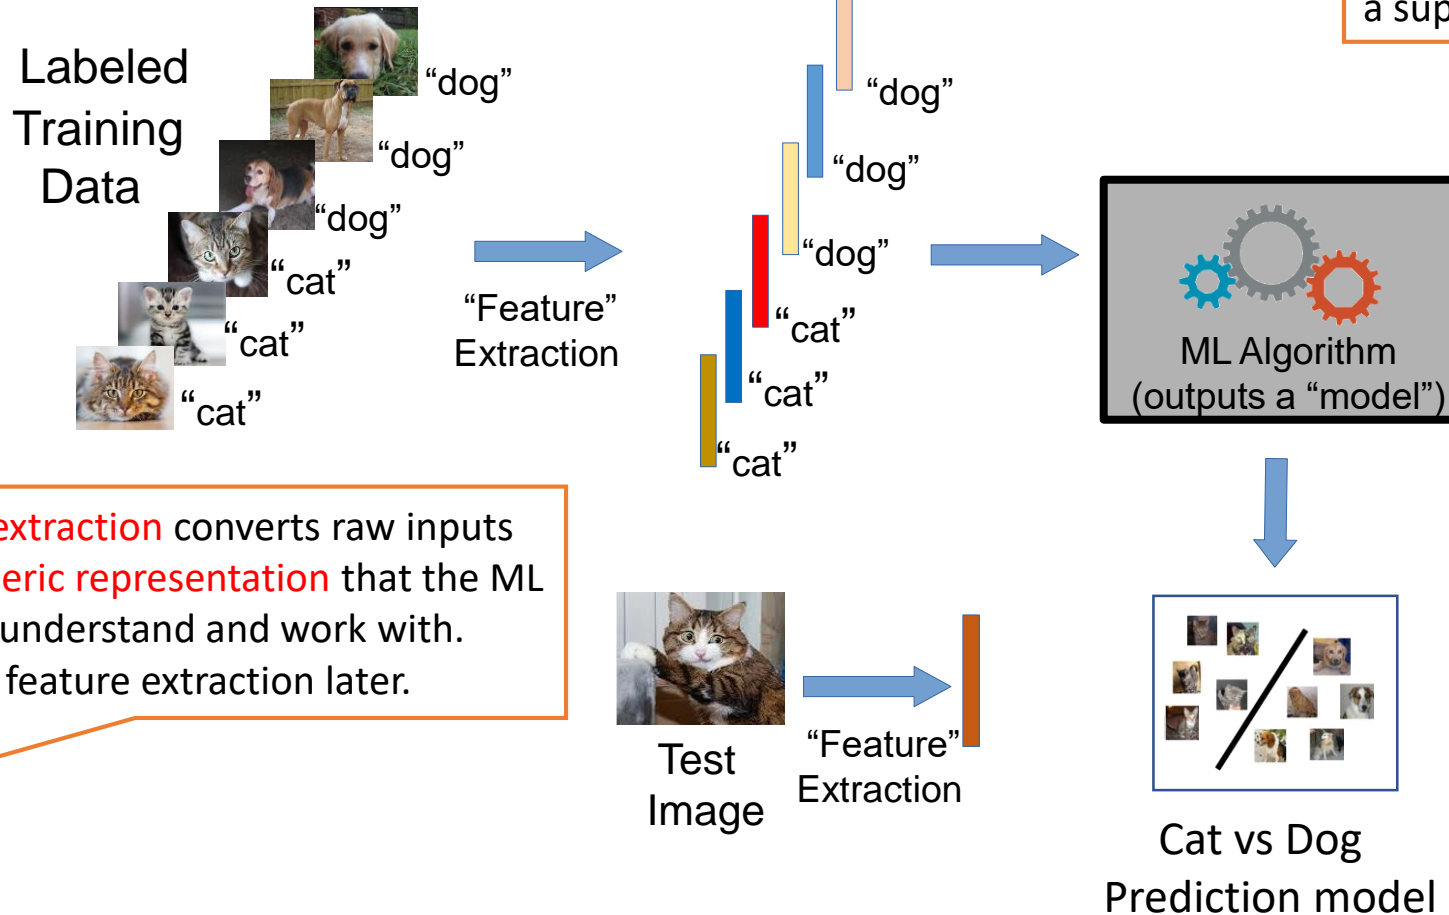 a sup
Labeled
Training
Data
“dog”
“dog”
“dog”
“cat”
“cat”
“cat”
“Feature”
Extraction
“dog”
“dog”
“dog”
“cat”
“cat”
“cat”
ML Algorithm
(outputs a “model”)
extraction converts raw inputs
eric representation that the ML
understand and work with.
feature extraction later.
Test
Image
“Feature”
Extraction
Cat vs Dog
Prediction model